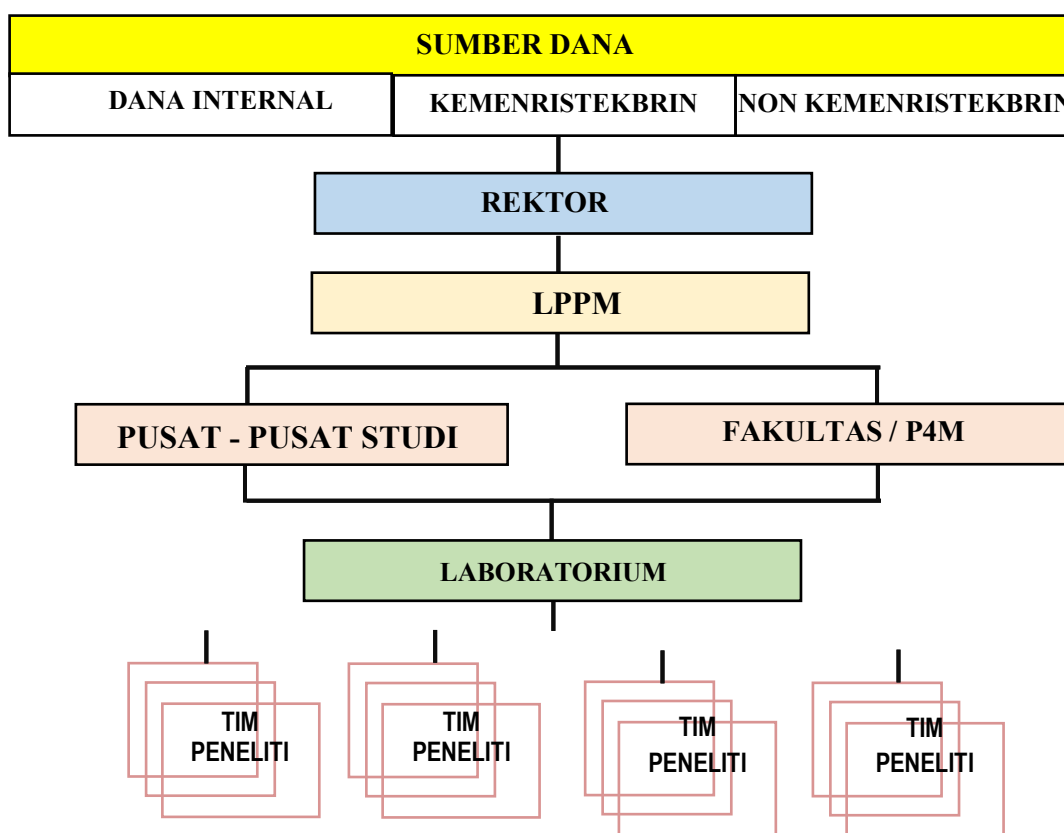 SUMBER DANA
DANA INTERNAL
KEMENRISTEKBRIN
NON KEMENRISTEKBRIN
REKTOR
LPPM
PUSAT - PUSAT STUDI
FAKULTAS / P4M
LABORATORIUM
TIM
PENELITI
TIM
PENELITI
TIM
PENELITI
TIM
PENELITI